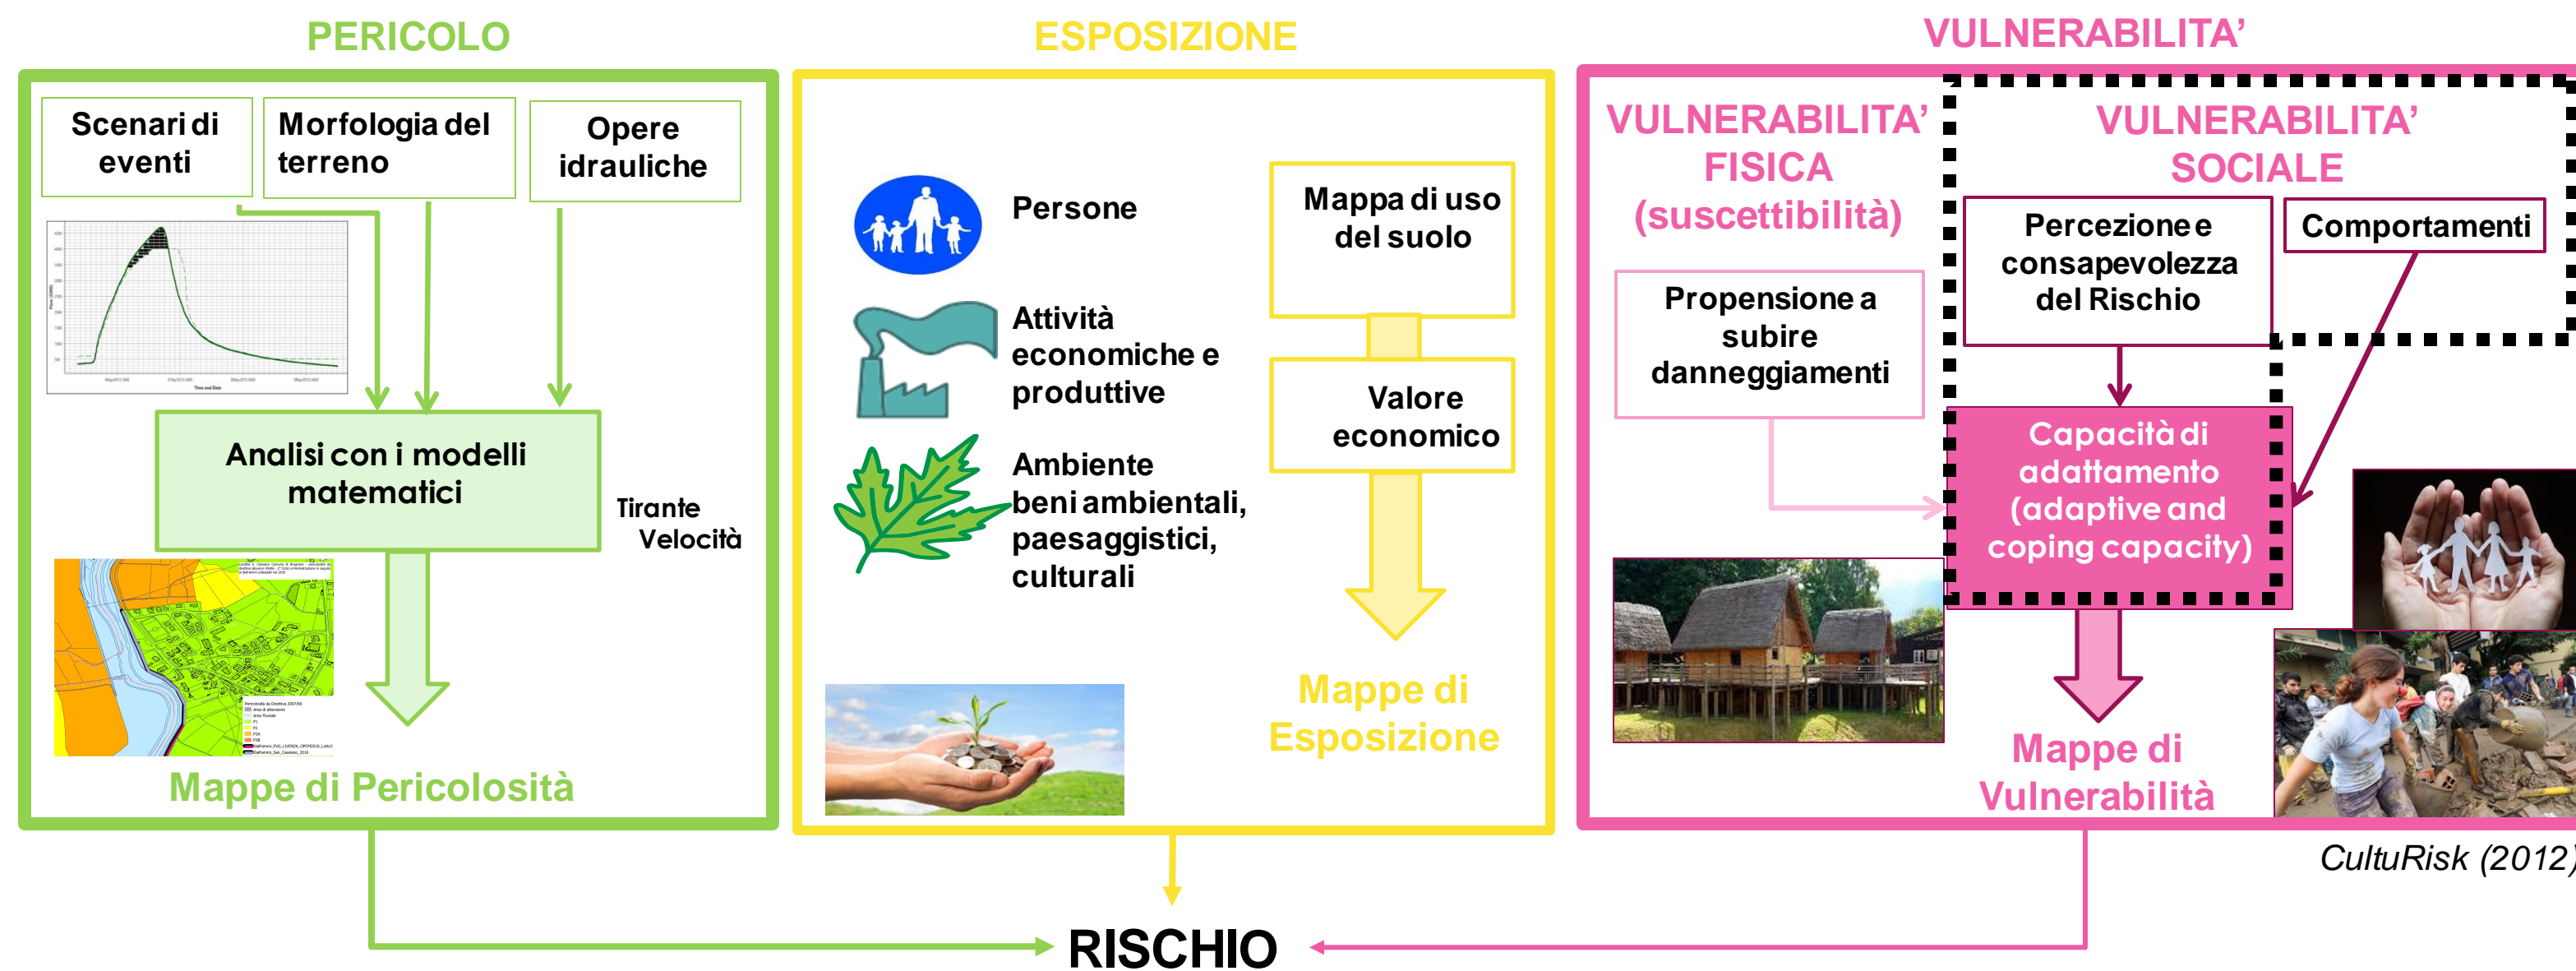 PERICOLO
Scenari di
eventi
Morfologia del
terreno
Opere
idrauliche
Time and Date
Analisi con i modelli
matematici
Tirante
Velocità
Mappe di Pericolosità
ESPOSIZIONE
Persone
Attività
economiche e
produttive
Ambiente
beni ambientali,
paesaggistici,
culturali
Mappa di uso
del suolo
Valore
economico
Mappe di
Esposizione
VULNERABILITA’
VULNERABILITA’
FISICA
(suscettibilità)
Propensione a
subire
danneggiamenti
VULNERABILITA’
SOCIALE
Percezione e
consapevolezza
del Rischio
Comportamenti
Capacità di
adattamento
(adaptive and
coping capacity)
Mappe di
Vulnerabilità
CultuRisk (2012)
RISCHIO